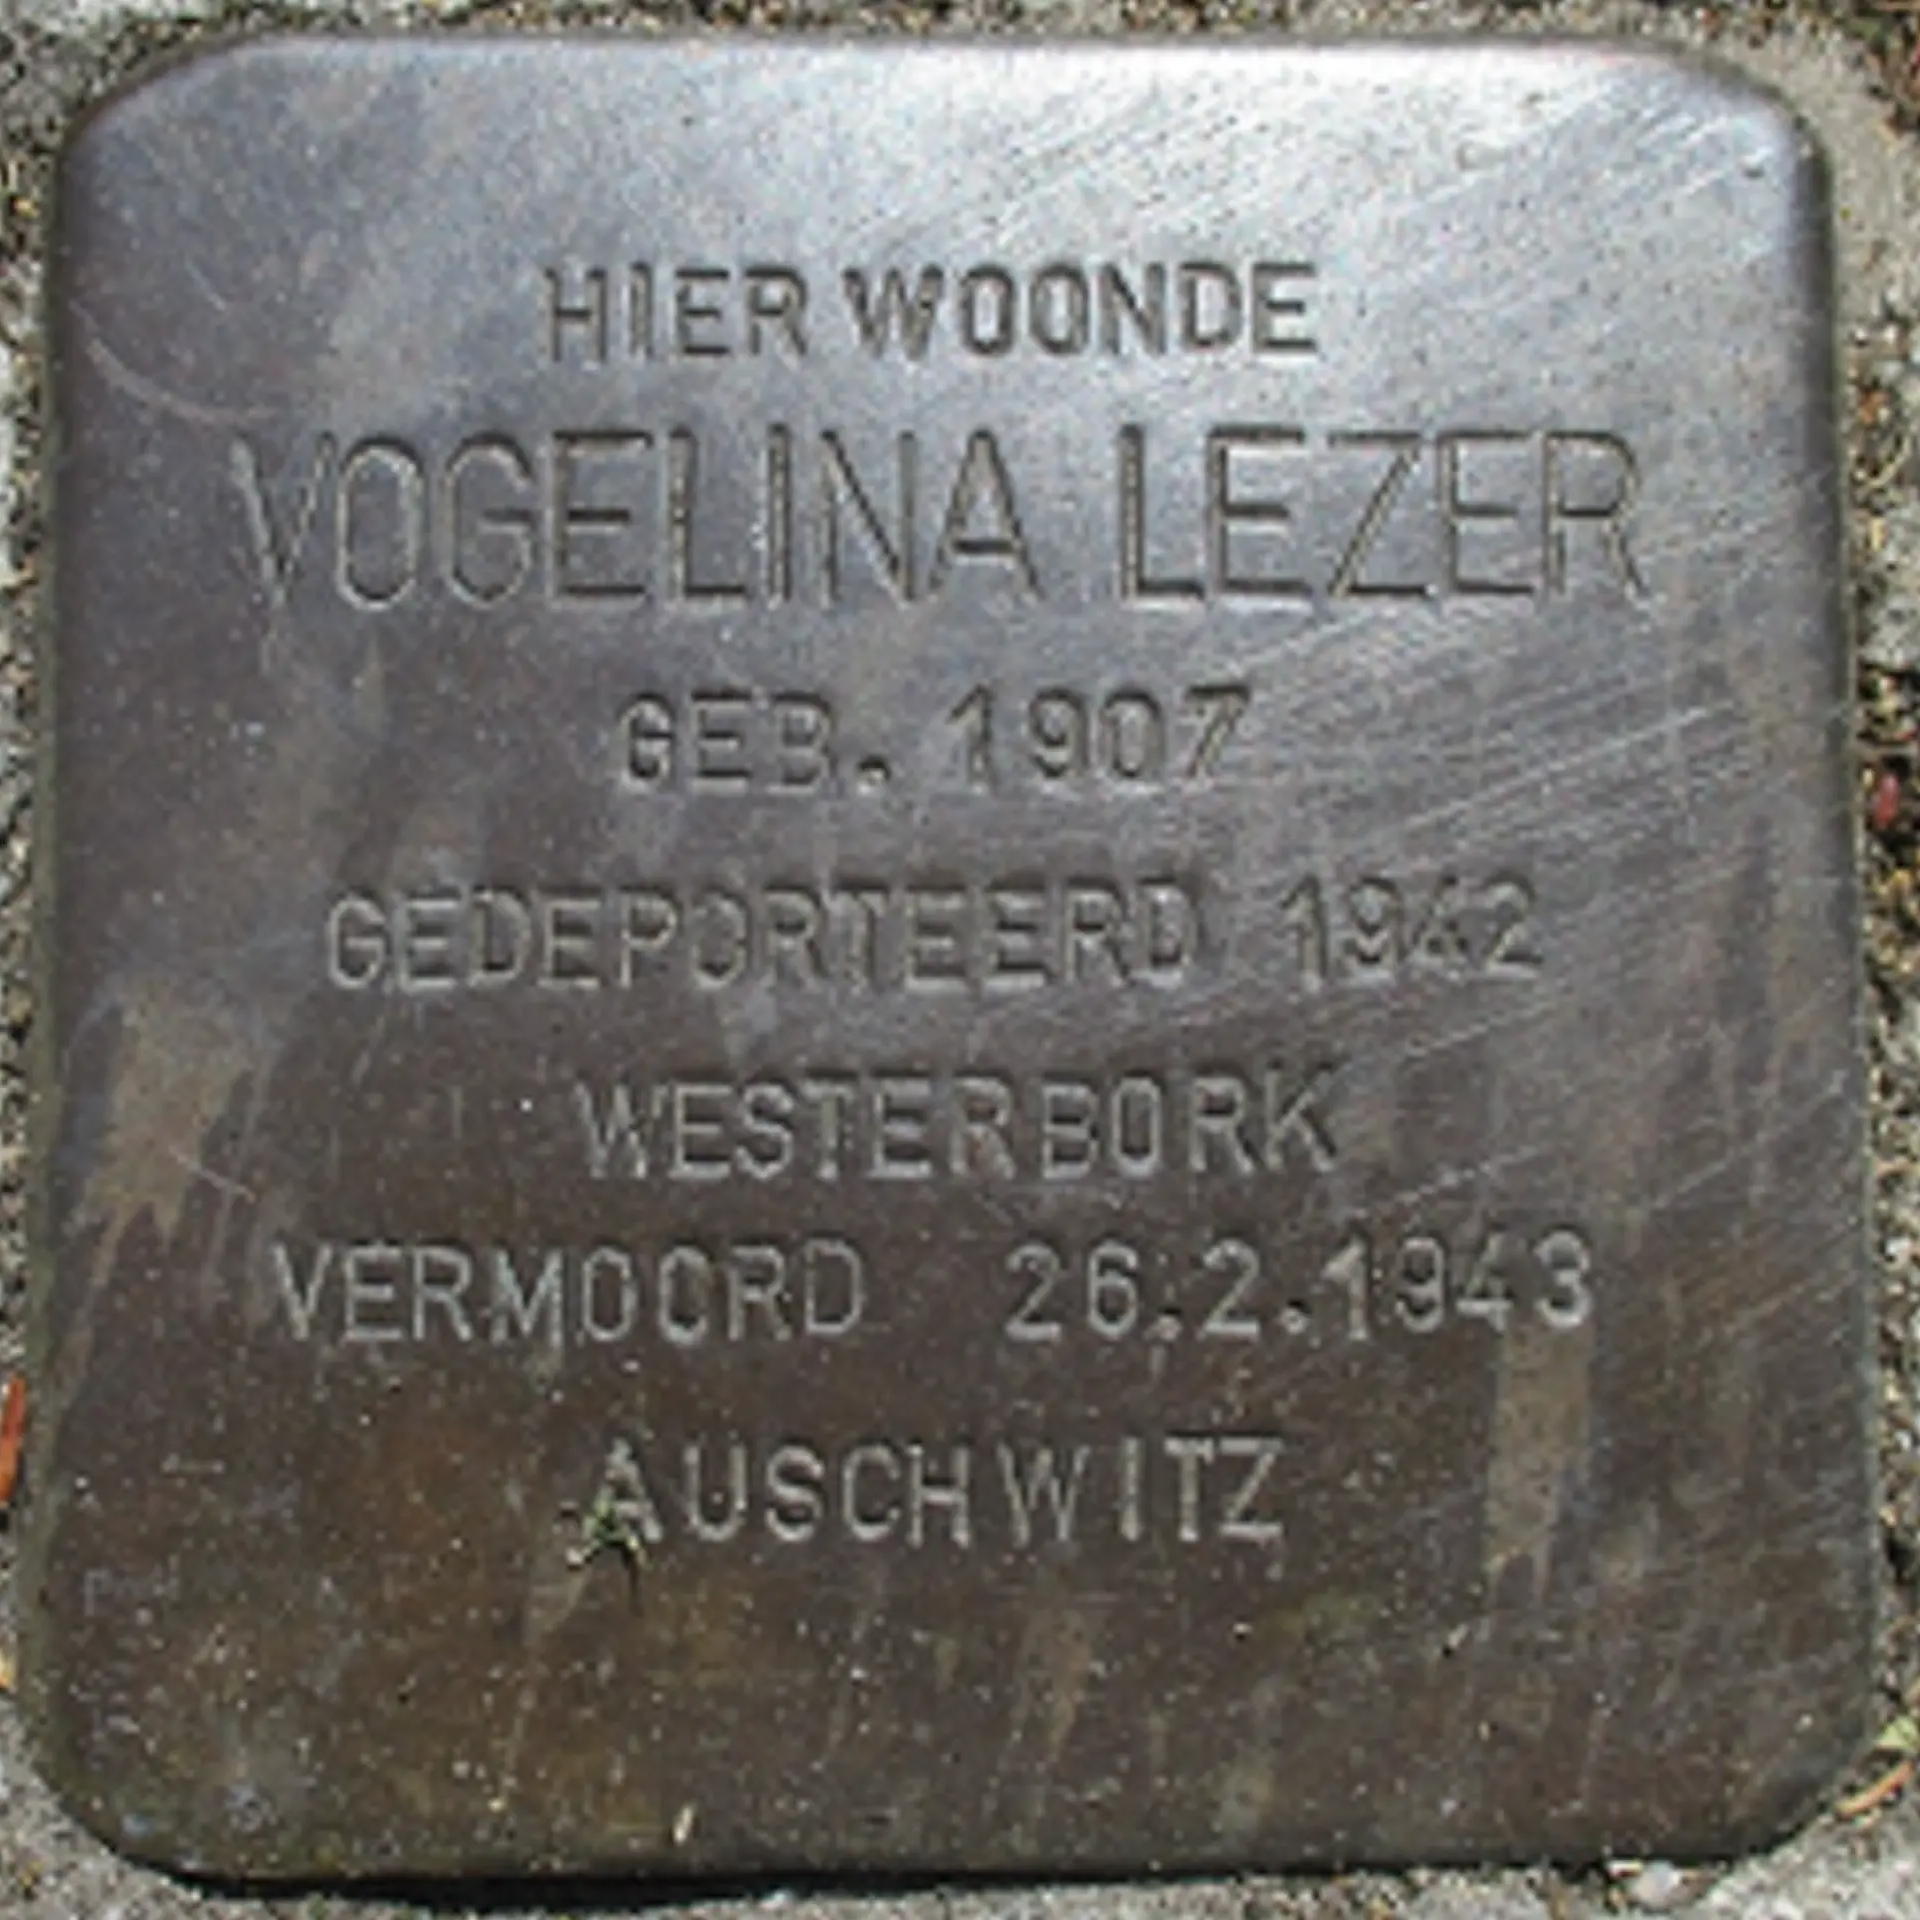 HIER WOONDE
VOGELINA LEZER
GEB. 1907
GEDEPORTEERD 1942
WESTERBORK
VERMOORD 26.2.1943
AUSCHWITZ